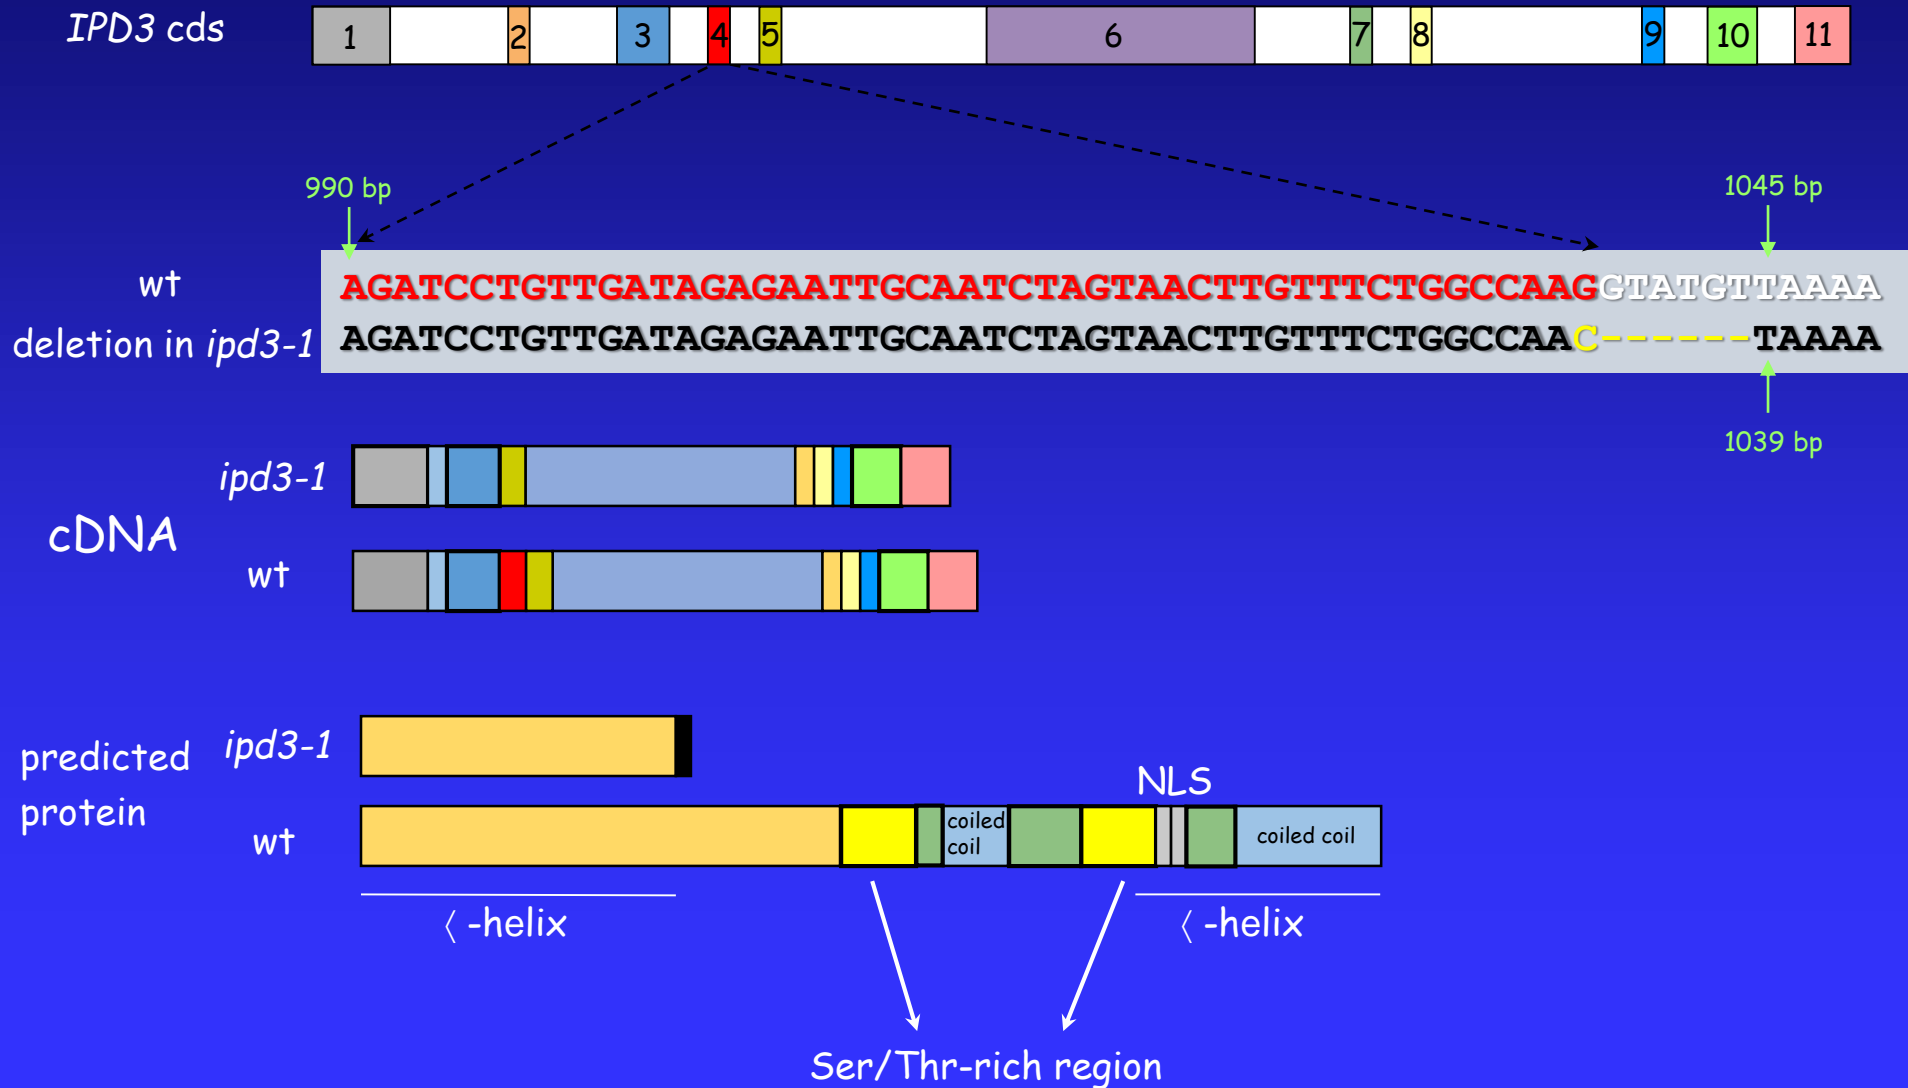 IPD3 cds
1 2 3 4 5 6 7 8 9 10 11
990 bp
1045 bp
wt
AGATCCTGTTGATAGAGAATTGCAATCTAGTAACTTGTTTCTGGCCAAGGTATGTTAAAA
deletion in ipd3-1
AGATCCTGTTGATAGAGAATTGCAATCTAGTAACTTGTTTCTGGCCAAC------TAAAA
1039 bp
cDNA
ipd3-1
wt
predicted
protein
ipd3-1
NLS
wt
coiled
coil
coiled coil
〈 -helix
〈 -helix
Ser/Thr-rich region